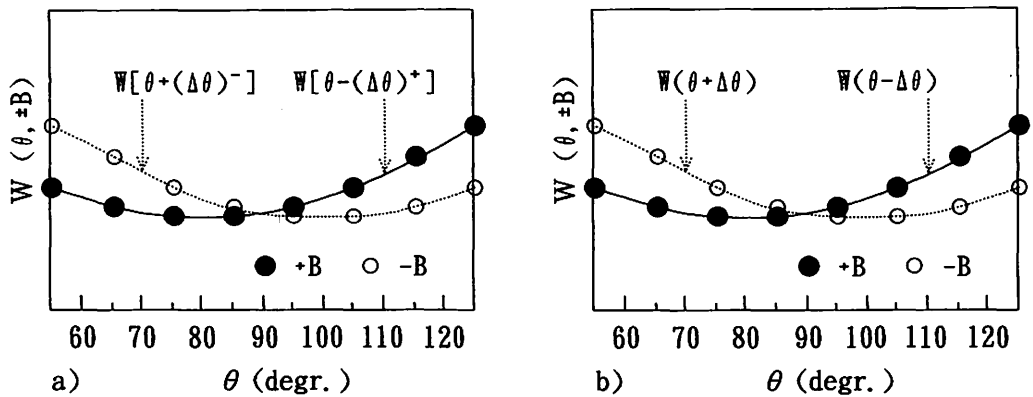 W[θ+(Δθ)⁻] W[θ-(Δθ)⁺]
W (θ, ±B)
+B -B
60 70 80 90 100 110 120
a) θ (degr.)
W(θ+Δθ) W(θ-Δθ)
W (θ, ±B)
+B -B
60 70 80 90 100 110 120
b) θ (degr.)